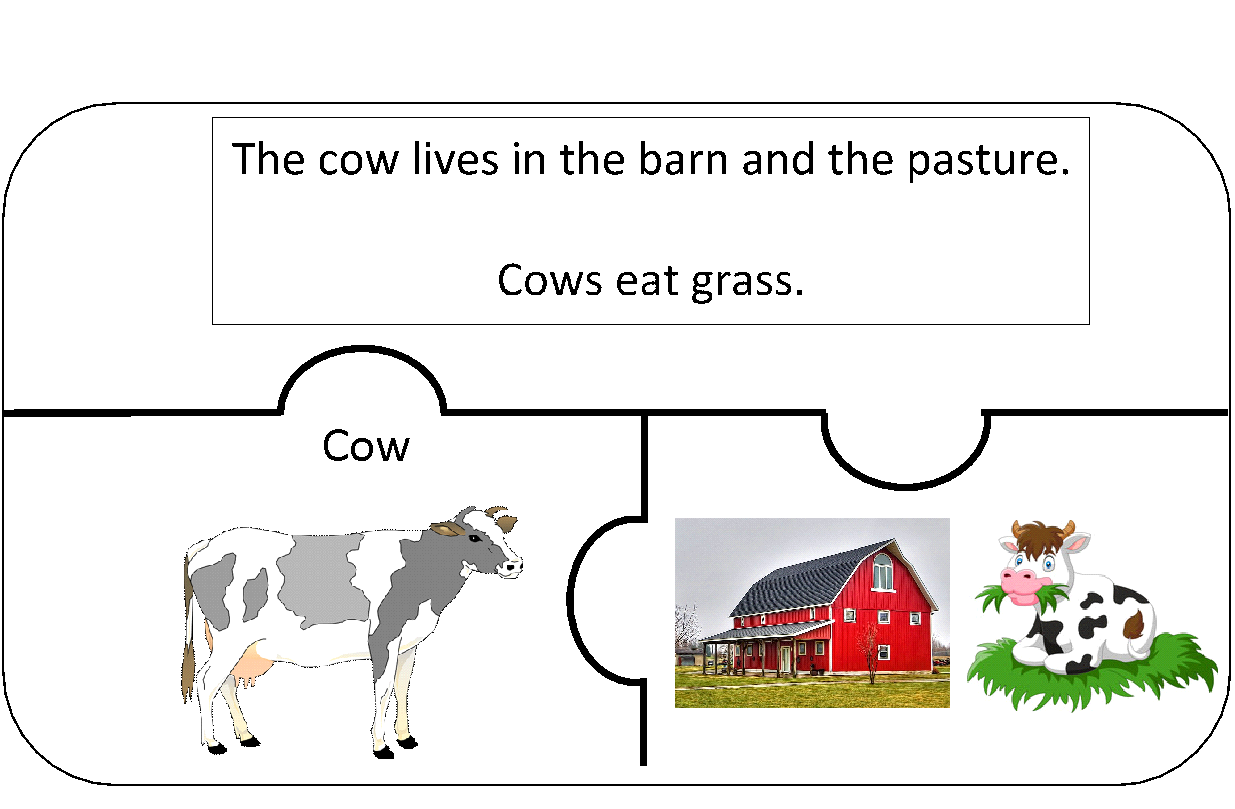 The cow lives in the barn and the pasture.
Cows eat grass.
Cow